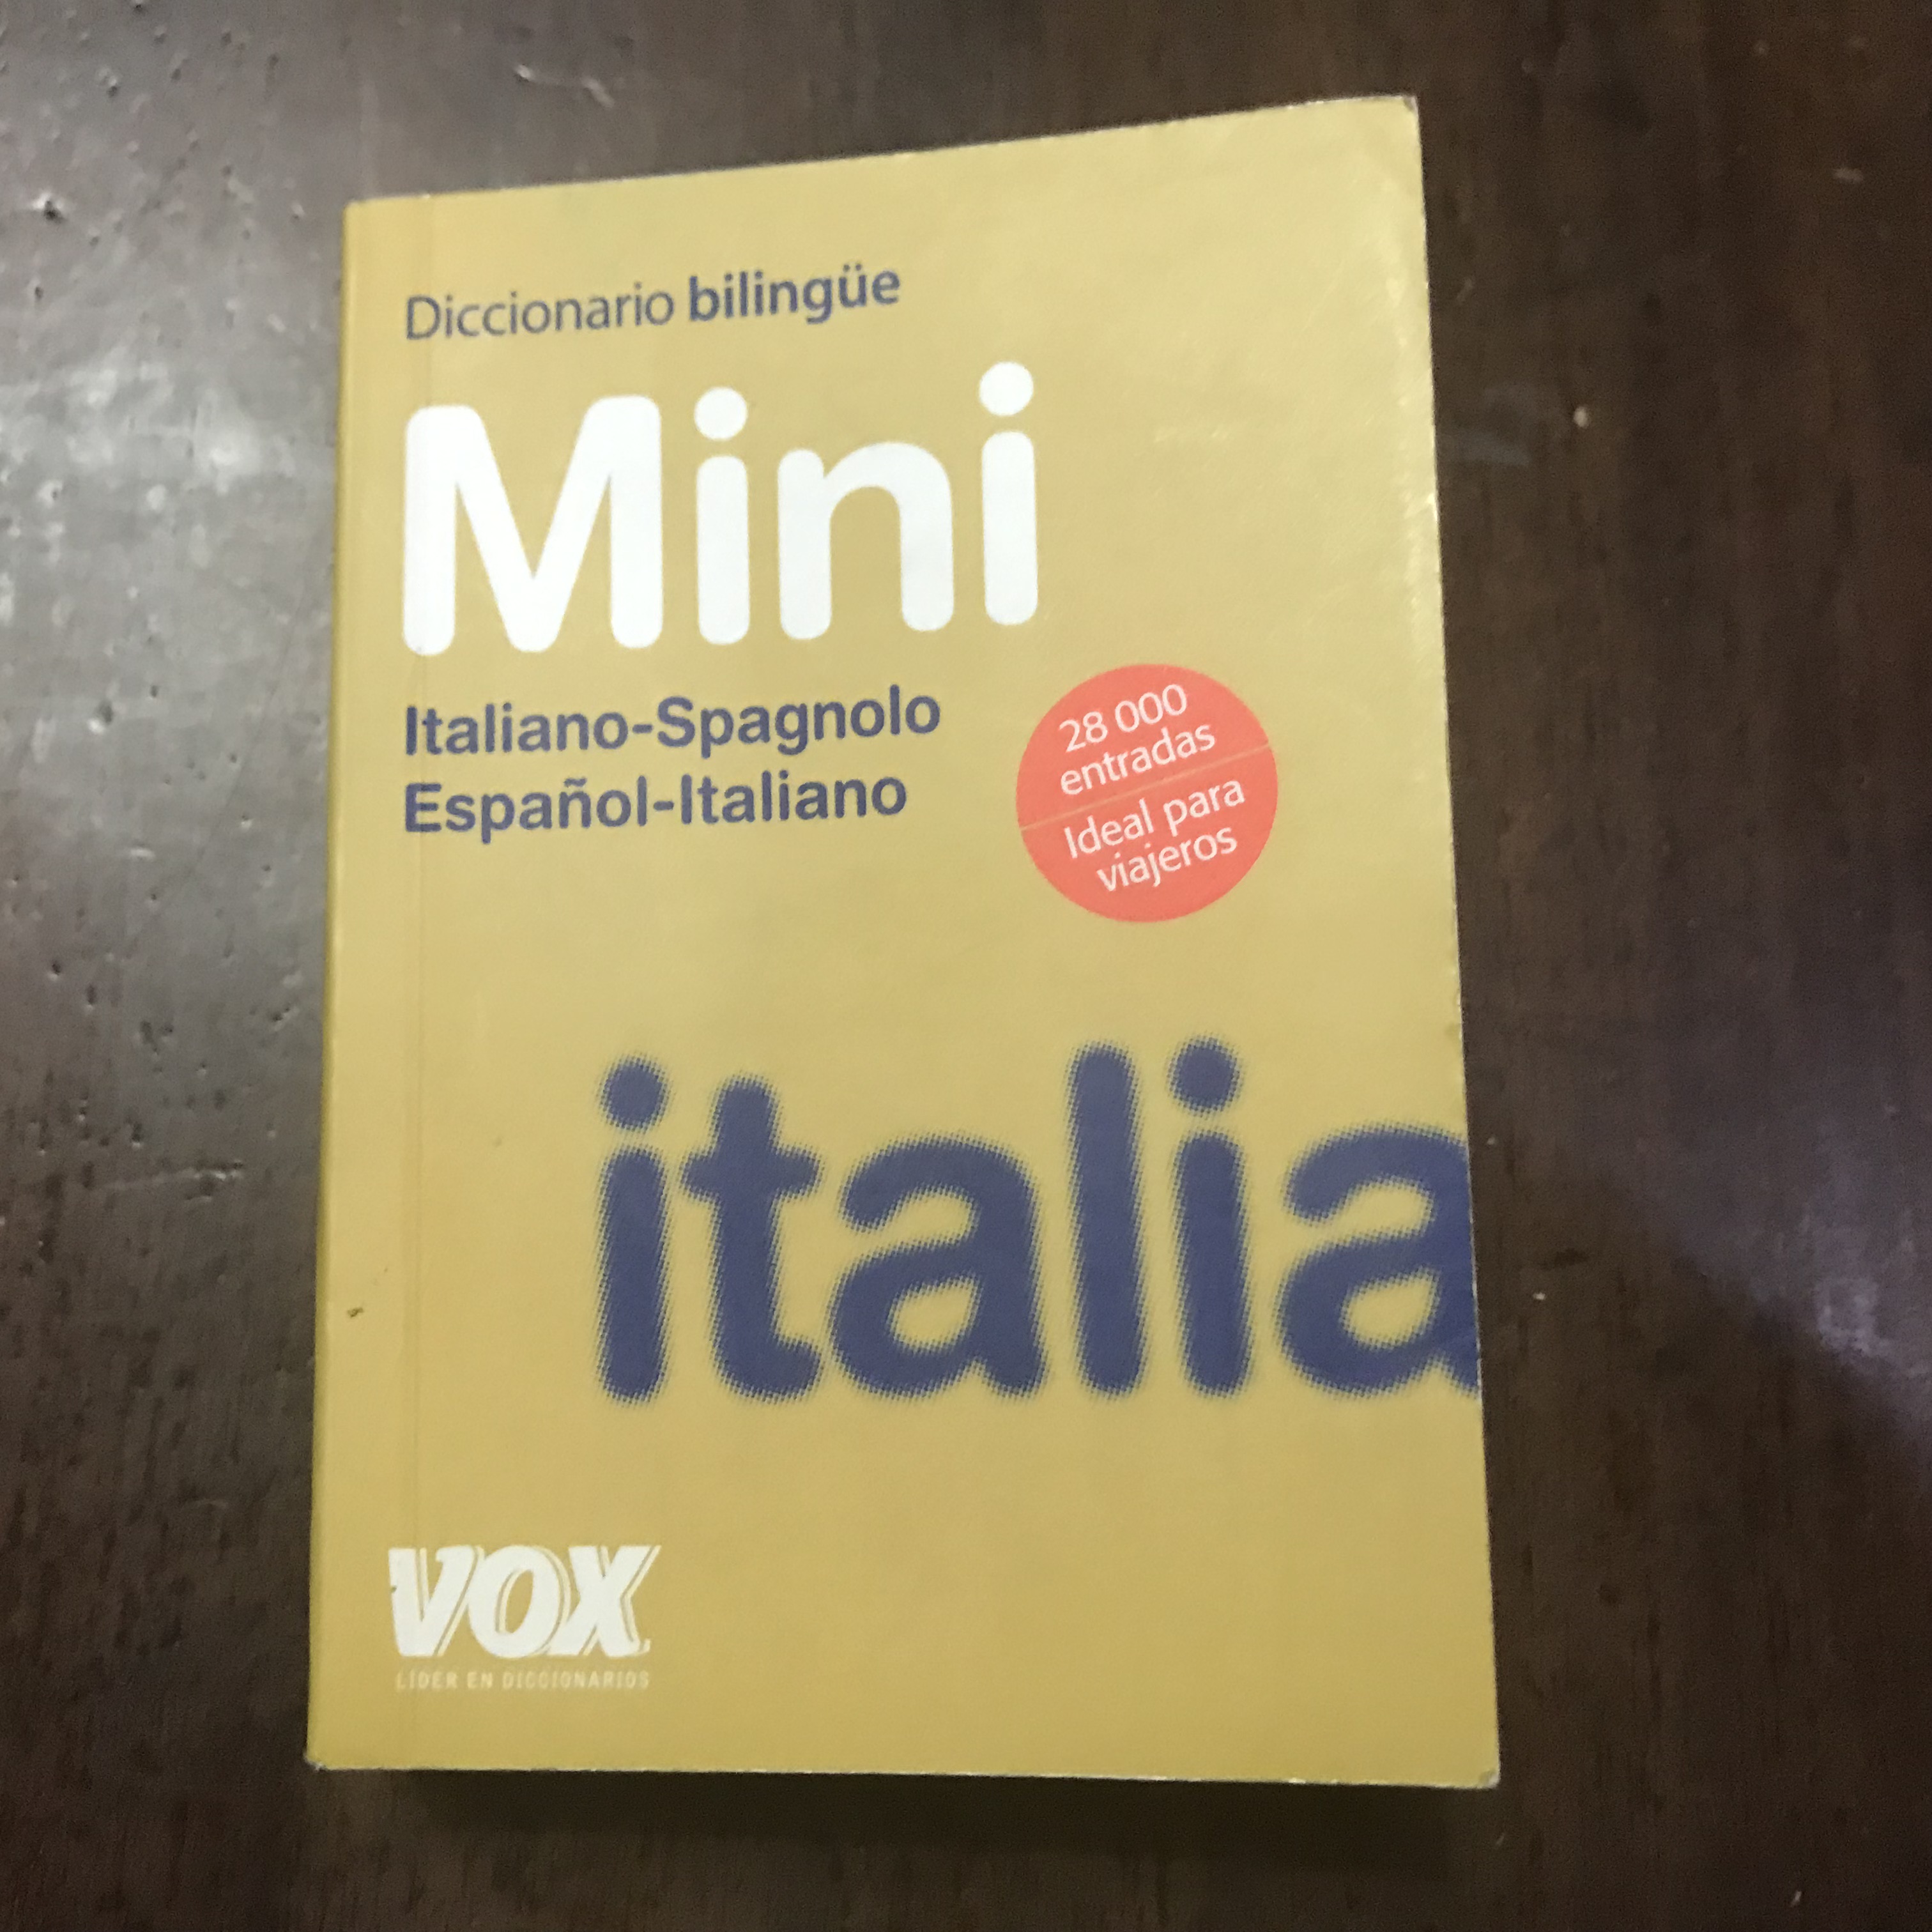 Diccionario bilingüe
Mini
Italiano-Spagnolo
Español-Italiano
28 000
entradas
Ideal para
viajeros
italia
VOX
LÍDER EN DICCIONARIOS